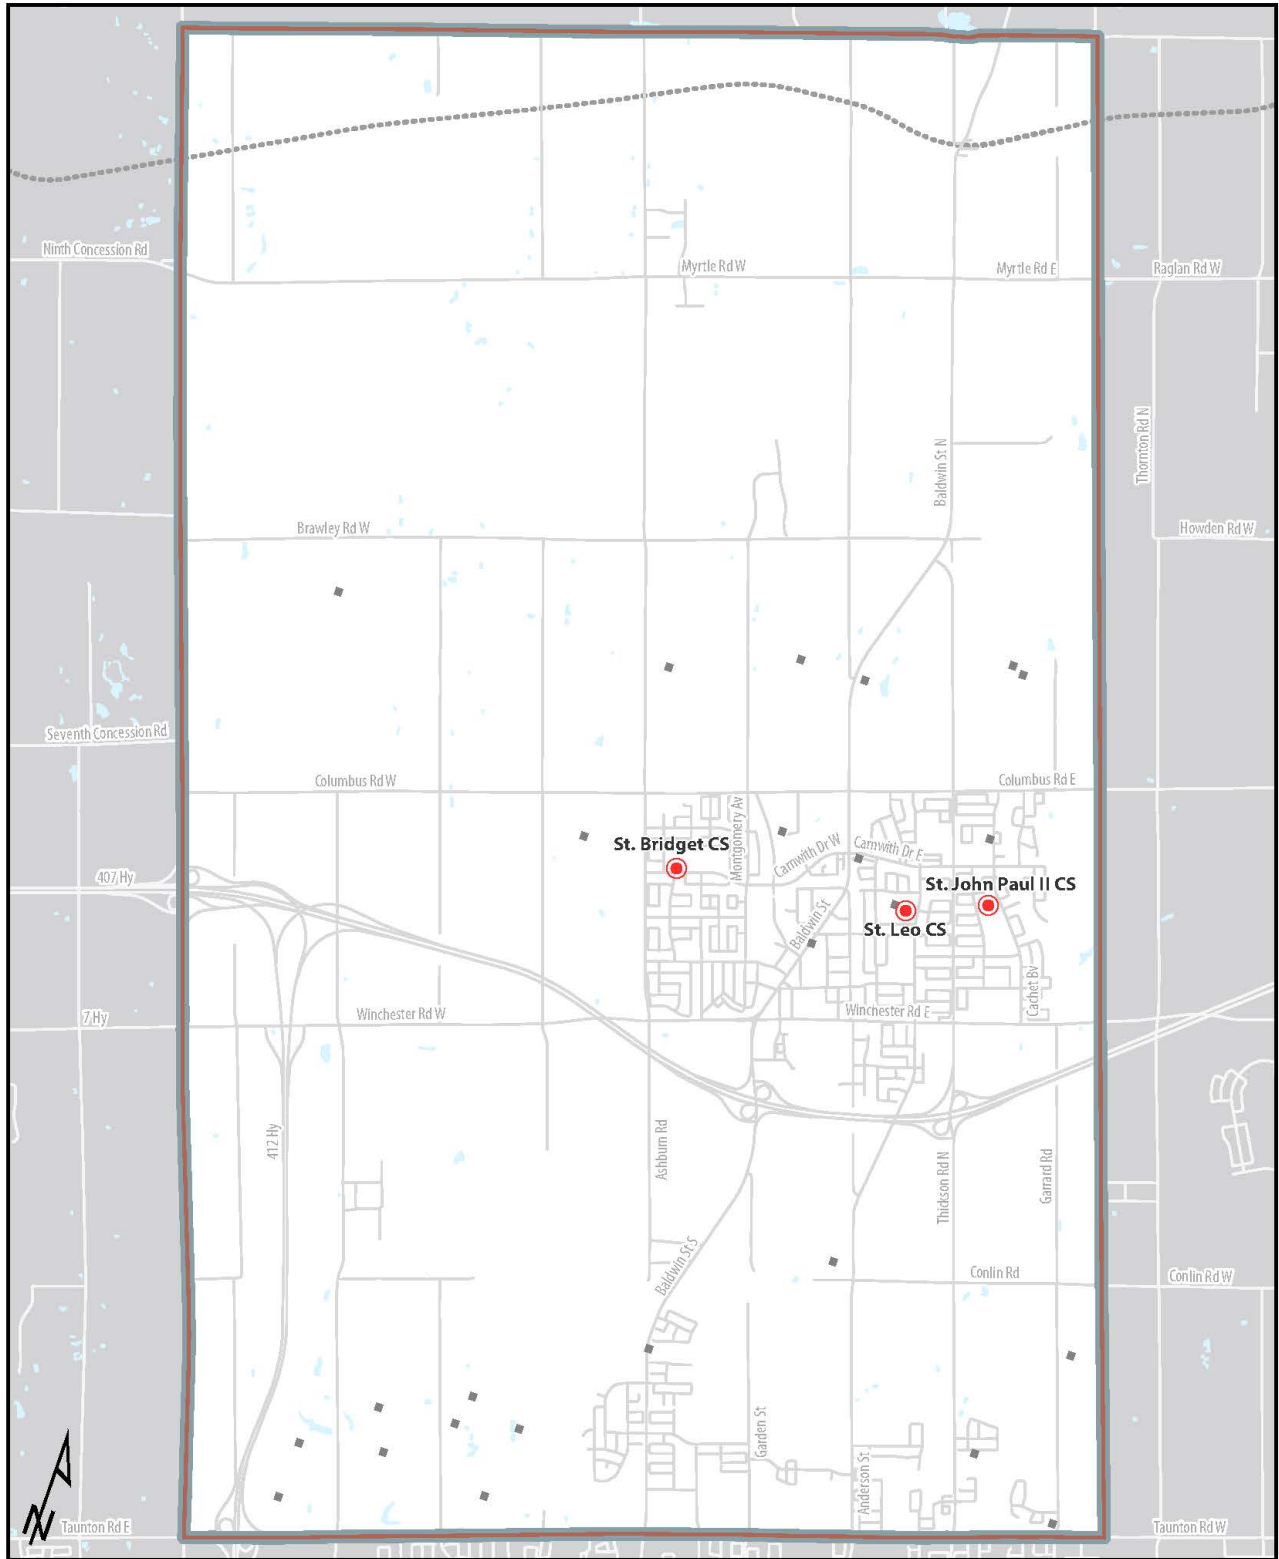 Ninth Concession Rd
Myrtle Rd W
Myrtle Rd E
Raglan Rd W
Thornton Rd N
Baldwin St N
Brawley Rd W
Howden Rd W
Seventh Concession Rd
Columbus Rd W
Columbus Rd E
Montgomery Av
St. Bridget CS
Carnwith Dr W
Carnwith Dr E
407 Hy
St. John Paul II CS
Baldwin St
St. Leo CS
Cachet Bv
7 Hy
Winchester Rd W
Winchester Rd E
412 Hy
Ashburn Rd
Thickson Rd N
Garrard Rd
Baldwin St S
Conlin Rd
Conlin Rd W
Garden St
Anderson St
N
Taunton Rd E
Taunton Rd W